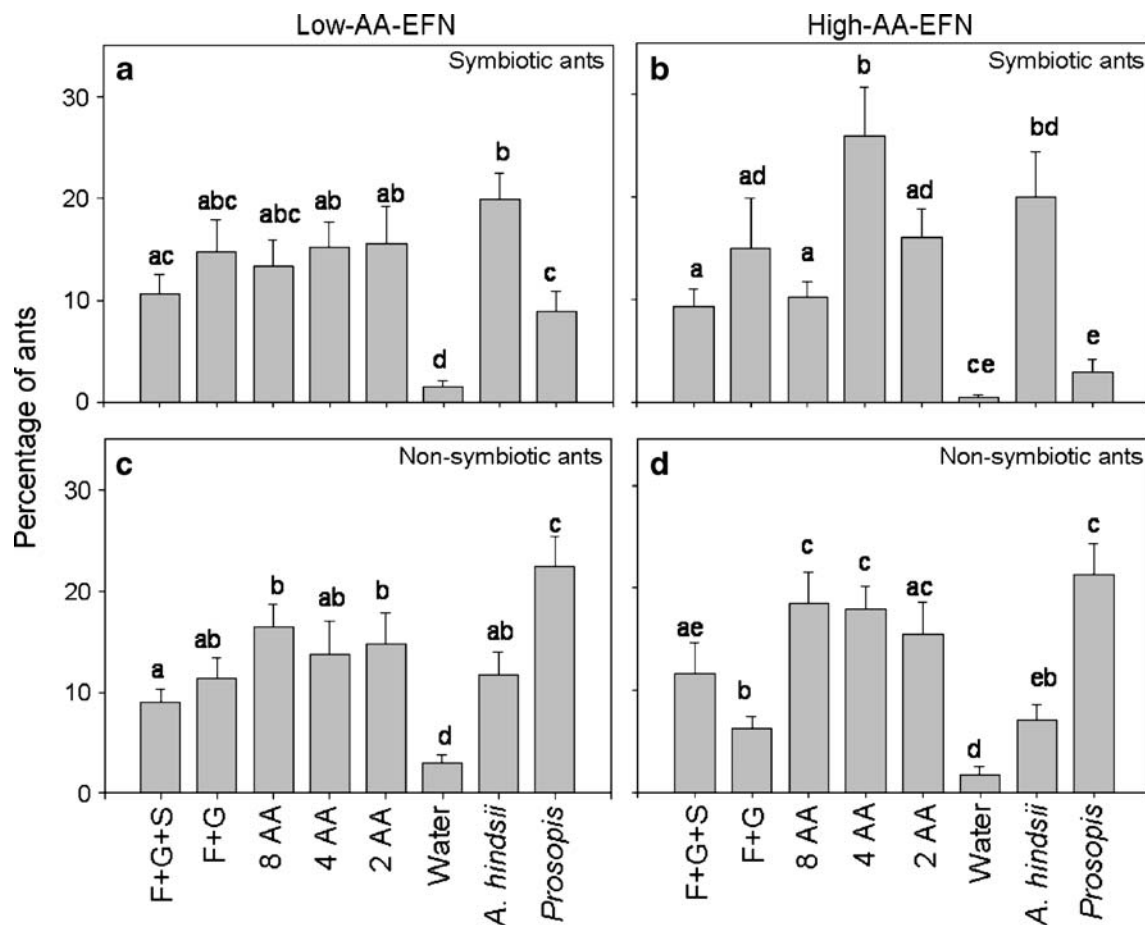 Low-AA-EFN High-AA-EFN
a Symbiotic ants
b Symbiotic ants
Percentage of ants
30
20
10
0
ac abc abc ab ab d b c
a ad a b ad ce bd e
c Non-symbiotic ants
d Non-symbiotic ants
30
20
10
0
a ab b ab b d ab c
ae b c c ac d eb c
F+G+S F+G 8 AA 4 AA 2 AA Water A. hindsii Prosopis
F+G+S F+G 8 AA 4 AA 2 AA Water A. hindsii Prosopis